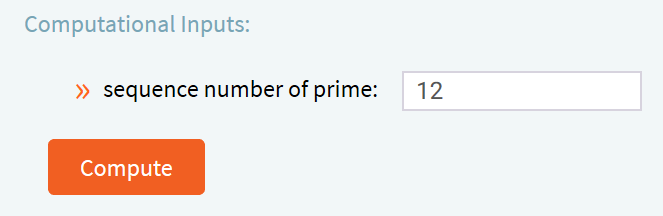 Computational Inputs:
» sequence number of prime: 12
Compute